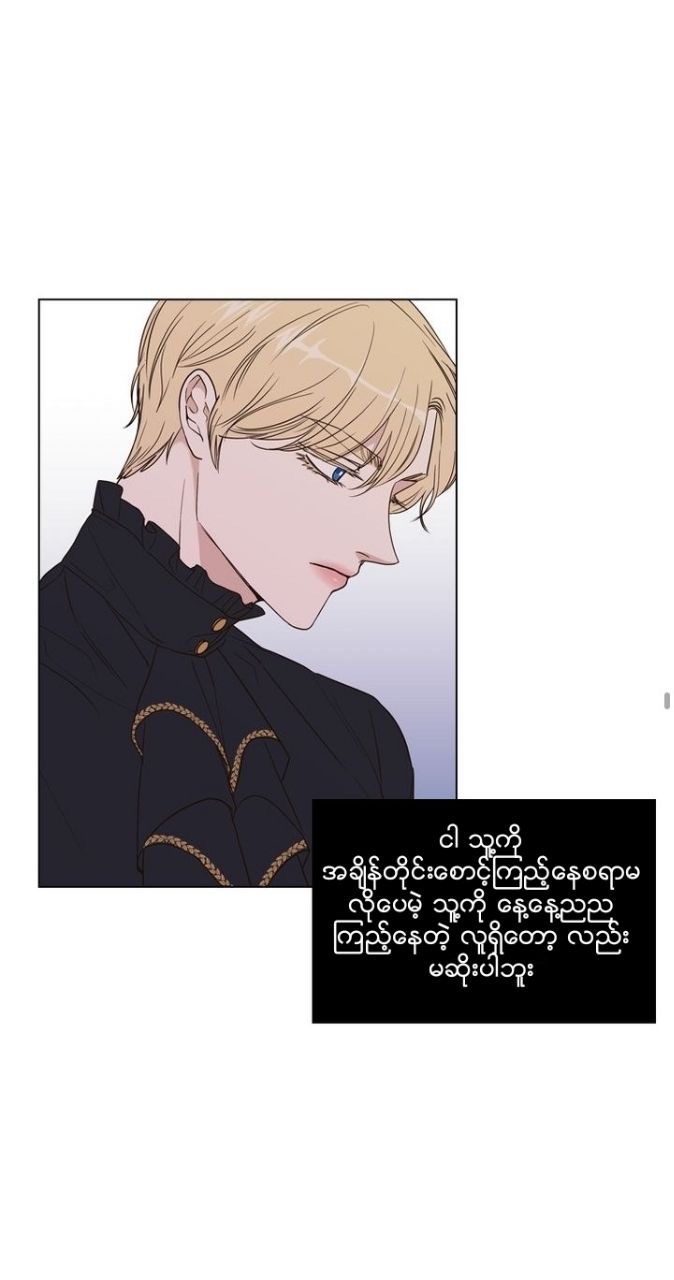 ငါ သူ့ကို
အချိန်တိုင်းစောင့်ကြည့်နေစရာမ
လိုပေမဲ့ သူ့ကို နေ့နေ့ညည
ကြည့်နေတဲ့ လူရှိတော့ လည်း
မဆိုးပါဘူး